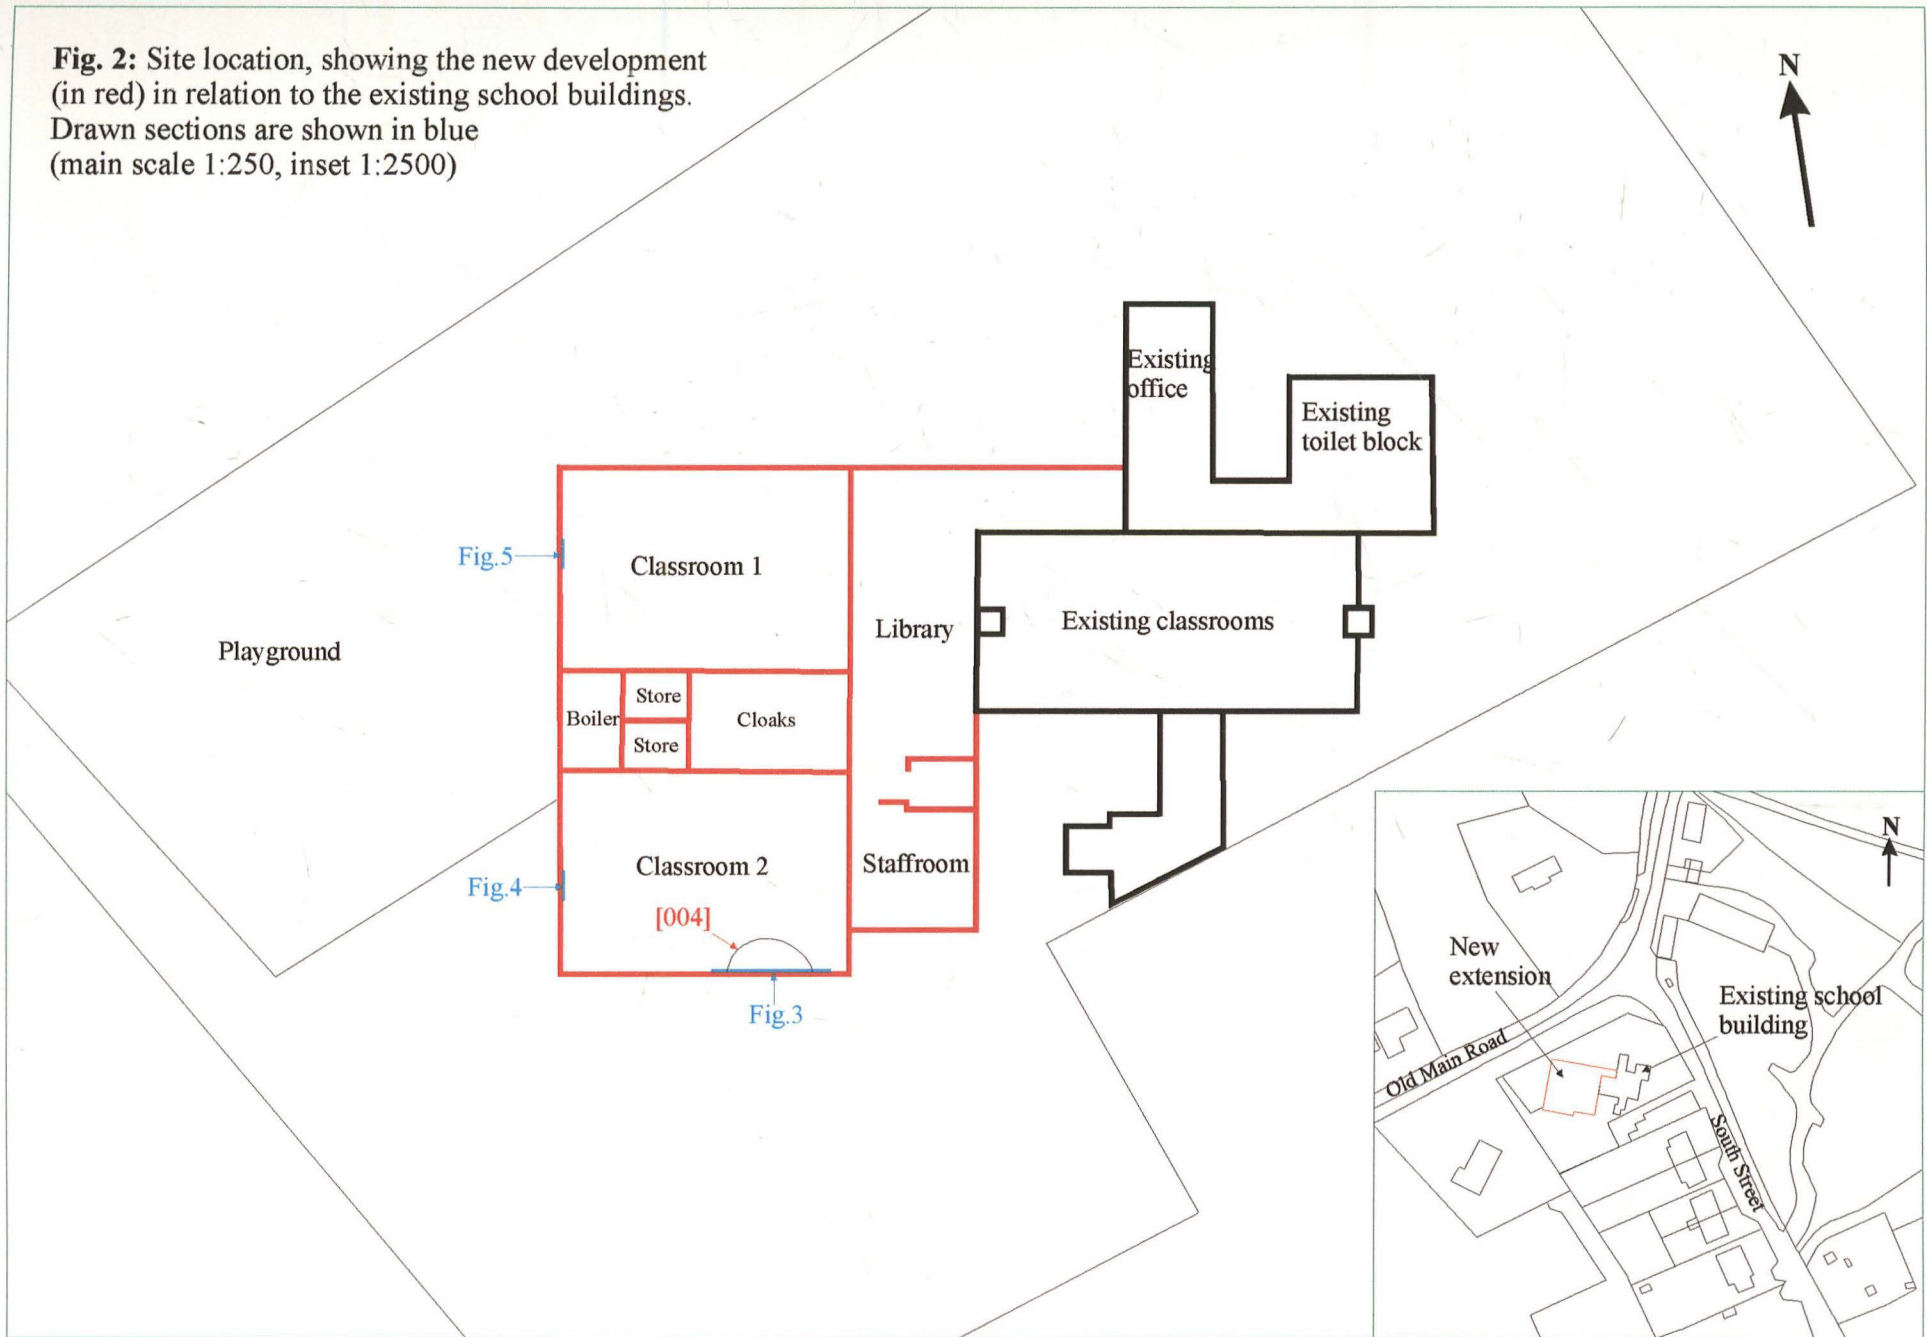 Fig. 2: Site location, showing the new development
(in red) in relation to the existing school buildings.
Drawn sections are shown in blue
(main scale 1:250, inset 1:2500)
N
Existing
office
Existing
toilet block
Fig.5
Classroom 1
Library
Existing classrooms
Playground
Boiler
Store
Store
Cloaks
Classroom 2
Staffroom
Fig.4
[004]
Fig.3
N
New
extension
Existing school
building
Old Main Road
South Street